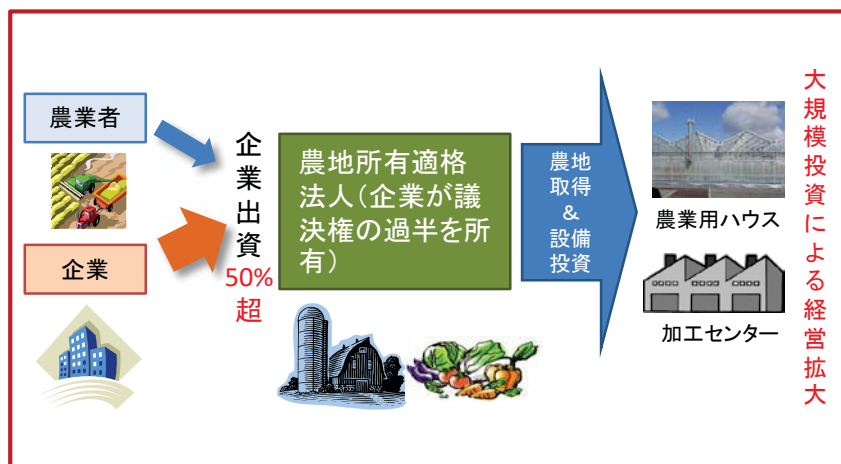 農業者
企業
企業出資50%超
農地所有適格
法人(企業が議
決権の過半を所
有)
農地
取得
&
設備
投資
農業用ハウス
加工センター
大規模投資による経営拡大